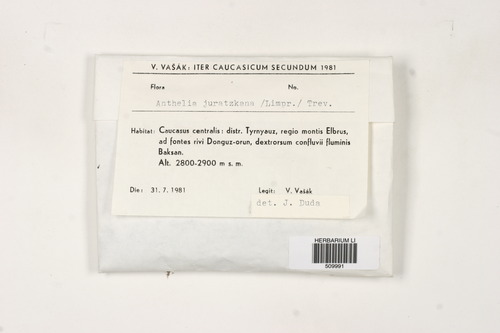 V. VAŠÁK: ITER CAUCASICUM SECUNDUM 1981
Flora No.
Anthelia juratzkana /Limpr./ Trev.
Habitat: Caucasus centralis: distr. Tyrnyauz, regio montis Elbrus,
ad fontes rivi Donguz-orun, dextrorsum confluvii fluminis
Baksan.
Alt. 2800-2900 m s. m.
Die: 31. 7. 1981 Legit: V. Vašák
det. J. Duda
HERBARIUM LI
509991